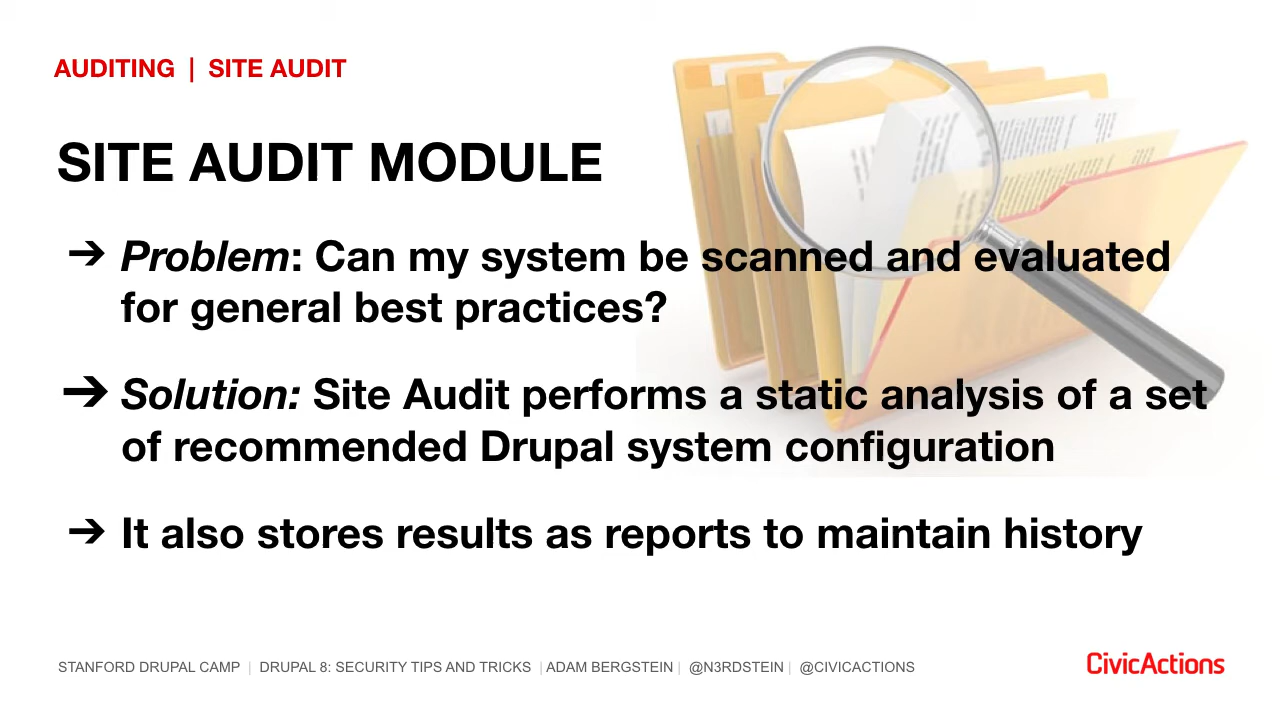 AUDITING | SITE AUDIT
SITE AUDIT MODULE
➔ Problem: Can my system be scanned and evaluated
for general best practices?
➔ Solution: Site Audit performs a static analysis of a set
of recommended Drupal system configuration
➔ It also stores results as reports to maintain history
STANFORD DRUPAL CAMP | DRUPAL 8: SECURITY TIPS AND TRICKS | ADAM BERGSTEIN | @N3RDSTEIN | @CIVICACTIONS
CivicActions